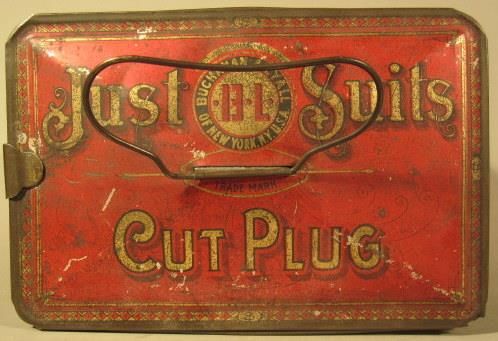 Just Suits
BUCHANAN & LYALL
OF NEW YORK. N.Y. U.S.A.
B L
TRADE MARK
CUT PLUG